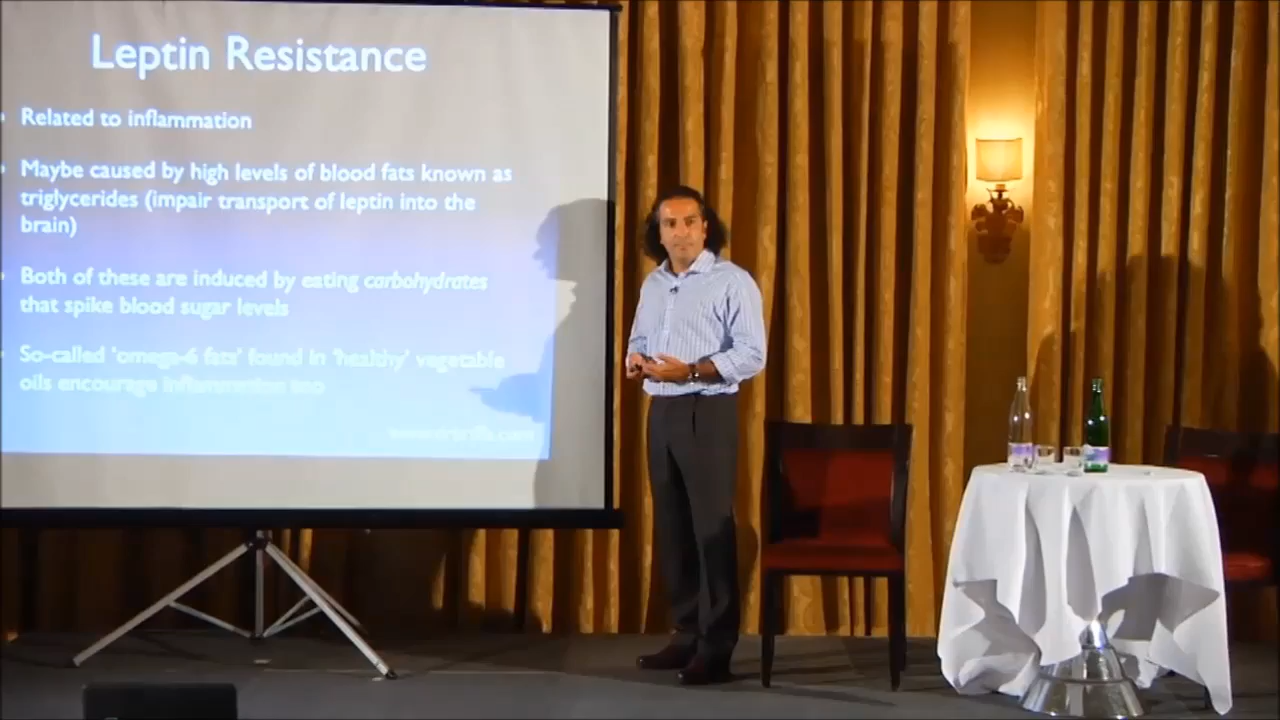 Leptin Resistance
Related to inflammation
Maybe caused by high levels of blood fats known as
triglycerides (impair transport of leptin into the
brain)
Both of these are induced by eating carbohydrates
that spike blood sugar levels
So-called 'omega-6 fats' found in 'healthy' vegetable
oils encourage inflammation too